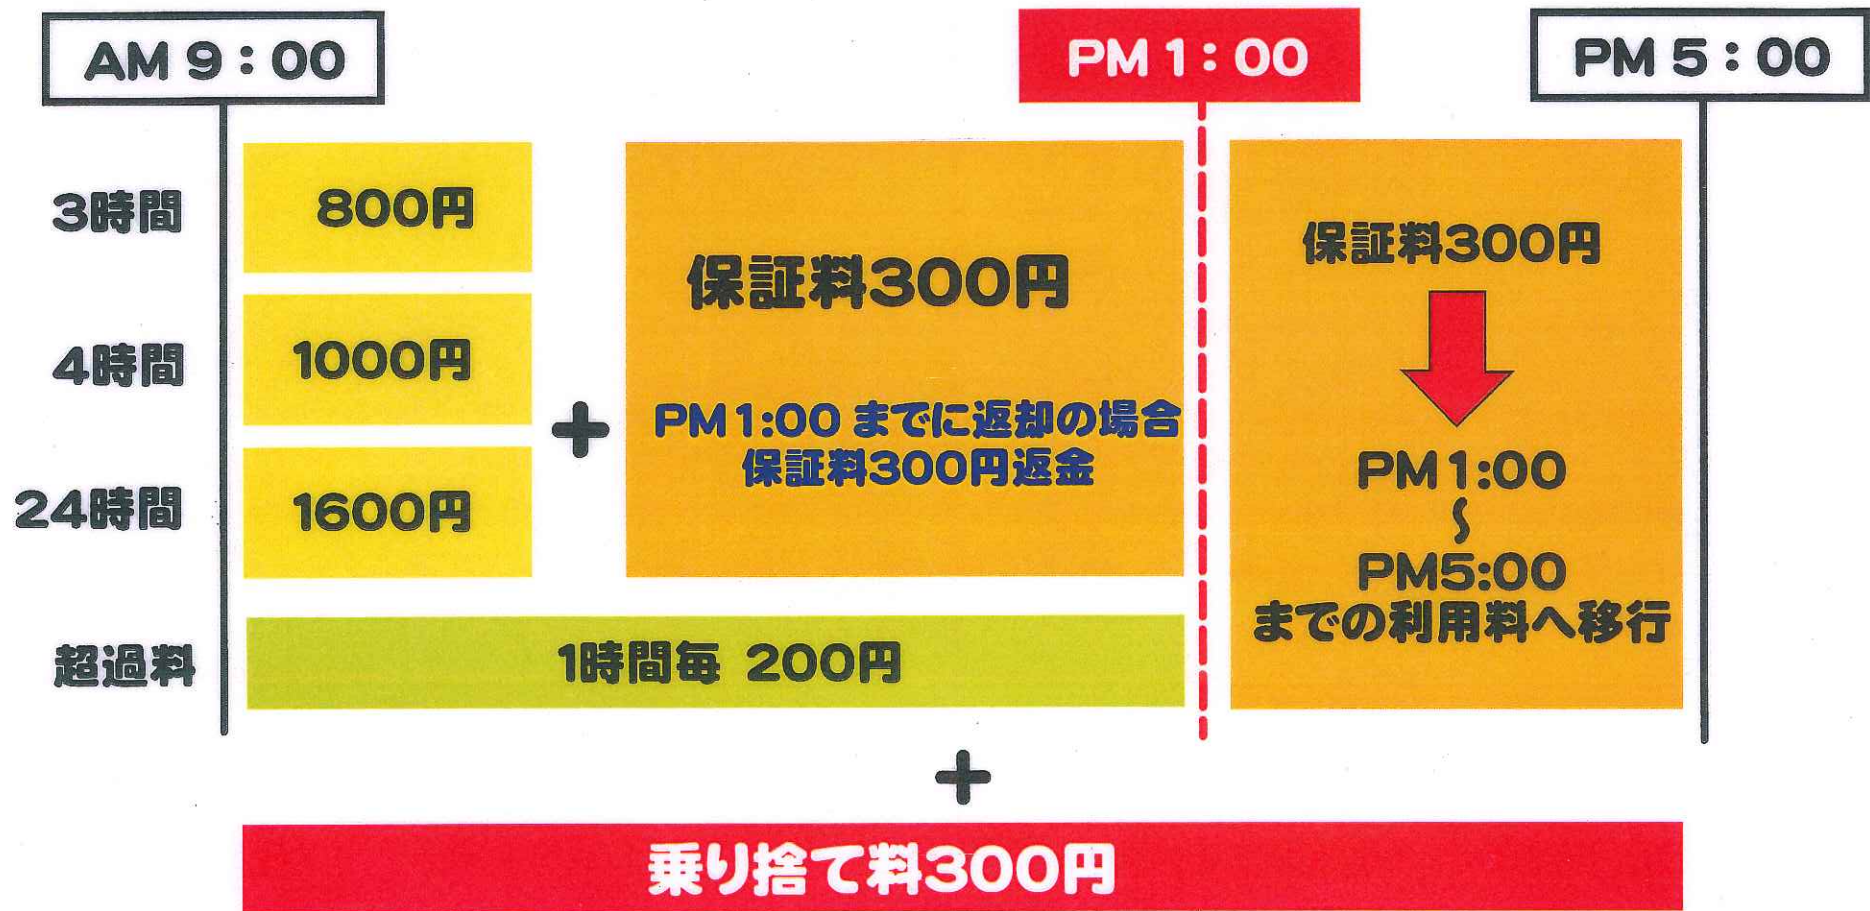 AM 9：00
PM 1：00
PM 5：00
3時間
800円
4時間
1000円
24時間
1600円
+
保証料300円
PM1:00 までに返却の場合
保証料300円返金
保証料300円
PM1:00
〜
PM5:00
までの利用料へ移行
超過料
1時間毎 200円
+
乗り捨て料300円